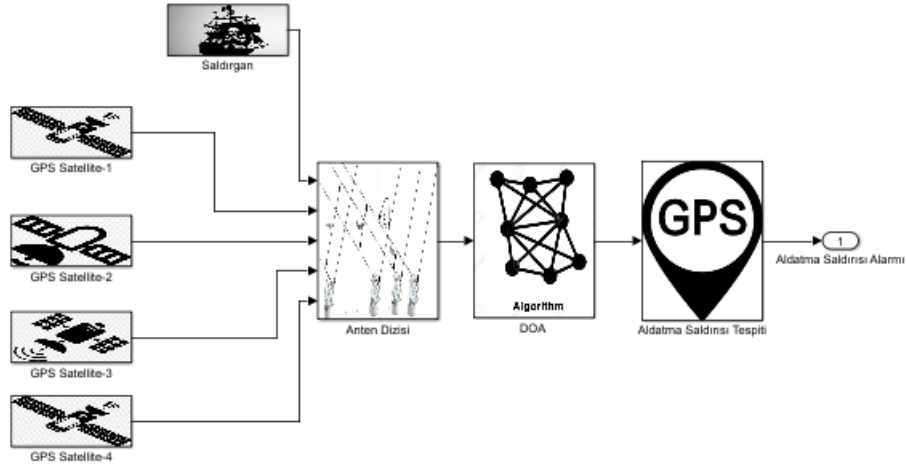 Saldırgan
GPS Satellite-1
GPS Satellite-2
GPS Satellite-3
GPS Satellite-4
Anten Dizisi
Algorithm
DOA
GPS
Aldatma Saldırısı Tespiti
1
Aldatma Saldırısı Alarmı